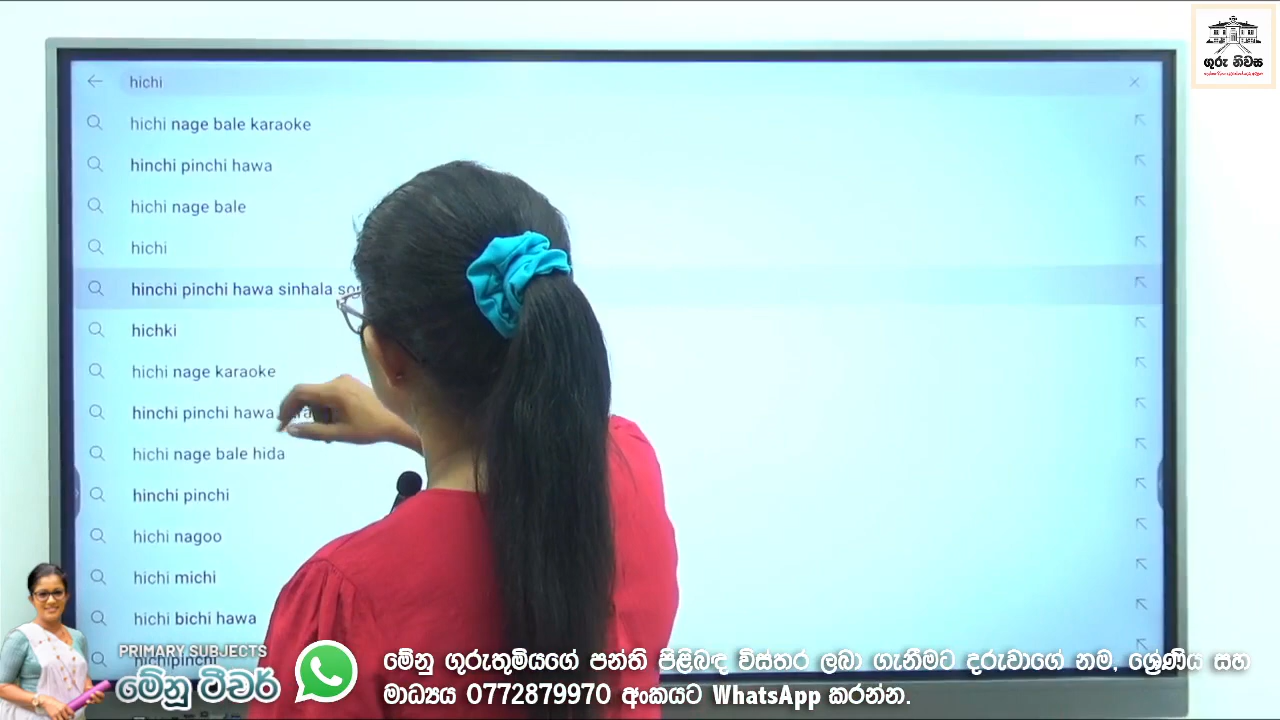 hichi
hichi nage bale karaoke
hinchi pinchi hawa
hichi nage bale
hichi
hinchi pinchi hawa sinhala
hichki
hichi nage karaoke
hinchi pinchi hawa
hichi nage bale hida
hinchi pinchi
hichi nagoo
hichi michi
hichi bichi hawa
hichipinchi
ගුරු නිවස
PRIMARY SUBJECTS
මේනු ටීචර්
මේනු ගුරුතුමියගේ පන්ති පිළිබඳ විස්තර ලබා ගැනීමට දරුවාගේ නම, ශ්‍රේණිය සහ
මාධ්‍යය 0772879970 අංකයට WhatsApp කරන්න.